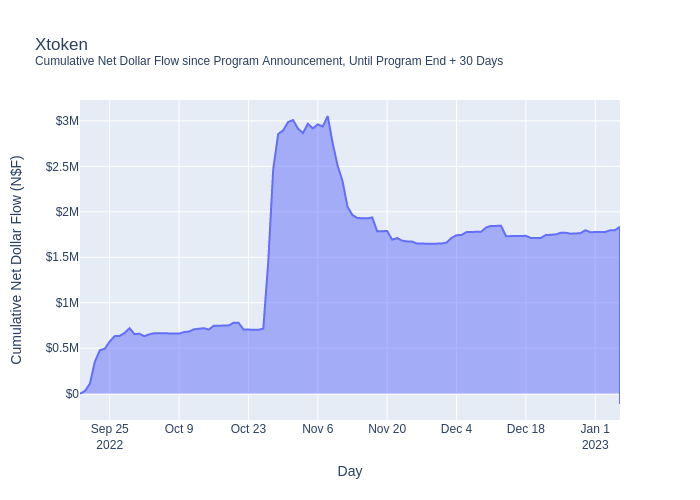 Xtoken
Cumulative Net Dollar Flow since Program Announcement, Until Program End + 30 Days
Cumulative Net Dollar Flow (N$F)
$3M
$2.5M
$2M
$1.5M
$1M
$0.5M
$0
Sep 25 Oct 9 Oct 23 Nov 6 Nov 20 Dec 4 Dec 18 Jan 1
2022 2023
Day